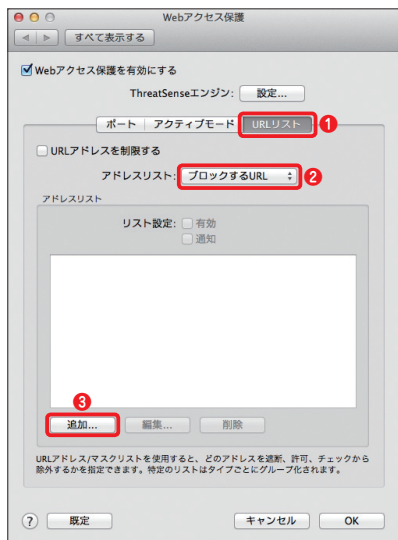 Webアクセス保護
すべて表示する
Webアクセス保護を有効にする
ThreatSenseエンジン: 設定...
ポート アクティブモード URLリスト ❶
URLアドレスを制限する
アドレスリスト: ブロックするURL ❷
アドレスリスト
リスト設定: 有効
通知
❸
追加... 編集... 削除
URLアドレス/マスクリストを使用すると、どのアドレスを遮断、許可、チェックから
除外するかを指定できます。特定のリストはタイプごとにグループ化されます。
? 既定 キャンセル OK